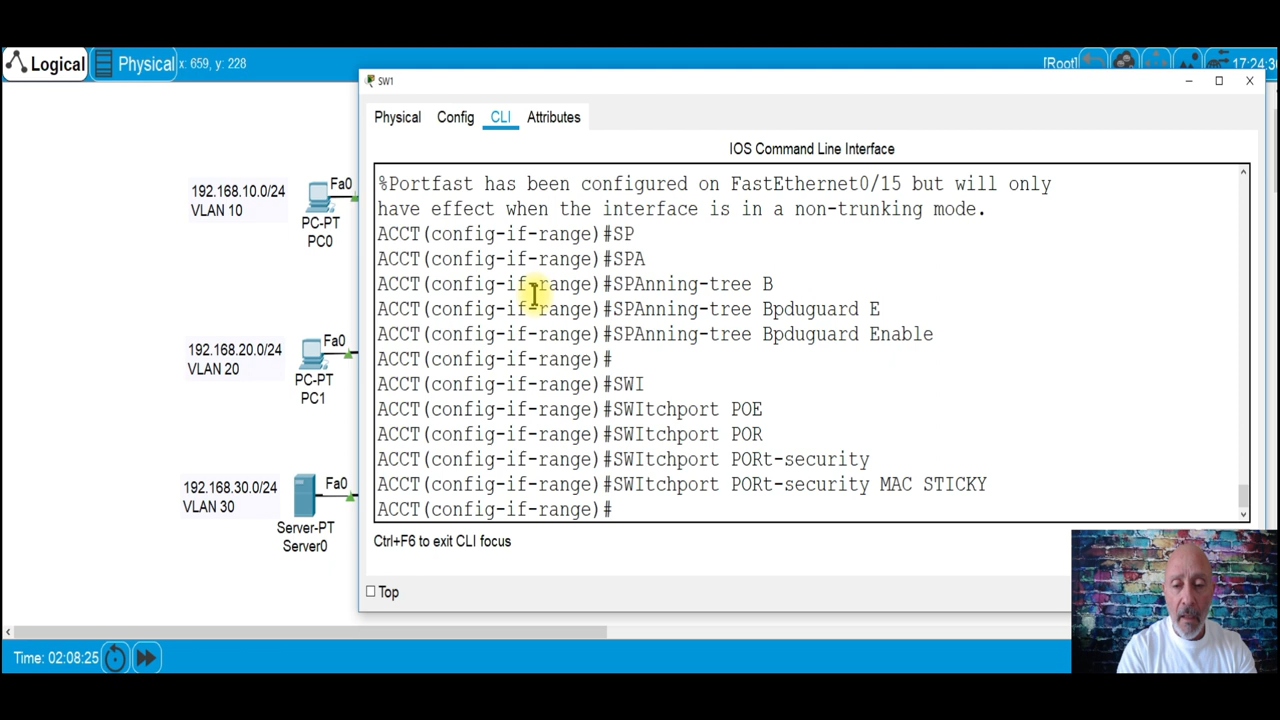 Logical
Physical
x: 659, y: 228
[Root]
SW1
Physical
Config
CLI
Attributes
IOS Command Line Interface
%Portfast has been configured on FastEthernet0/15 but will only
have effect when the interface is in a non-trunking mode.
ACCT(config-if-range)#SP
ACCT(config-if-range)#SPA
ACCT(config-if-range)#SPAnning-tree B
ACCT(config-if-range)#SPAnning-tree Bpduguard E
ACCT(config-if-range)#SPAnning-tree Bpduguard Enable
ACCT(config-if-range)#
ACCT(config-if-range)#SWI
ACCT(config-if-range)#SWItchport POE
ACCT(config-if-range)#SWItchport POR
ACCT(config-if-range)#SWItchport PORt-security
ACCT(config-if-range)#SWItchport PORt-security MAC STICKY
ACCT(config-if-range)#
Ctrl+F6 to exit CLI focus
Top
192.168.10.0/24
VLAN 10
Fa0
PC-PT
PC0
192.168.20.0/24
VLAN 20
Fa0
PC-PT
PC1
192.168.30.0/24
VLAN 30
Fa0
Server-PT
Server0
Time: 02:08:25